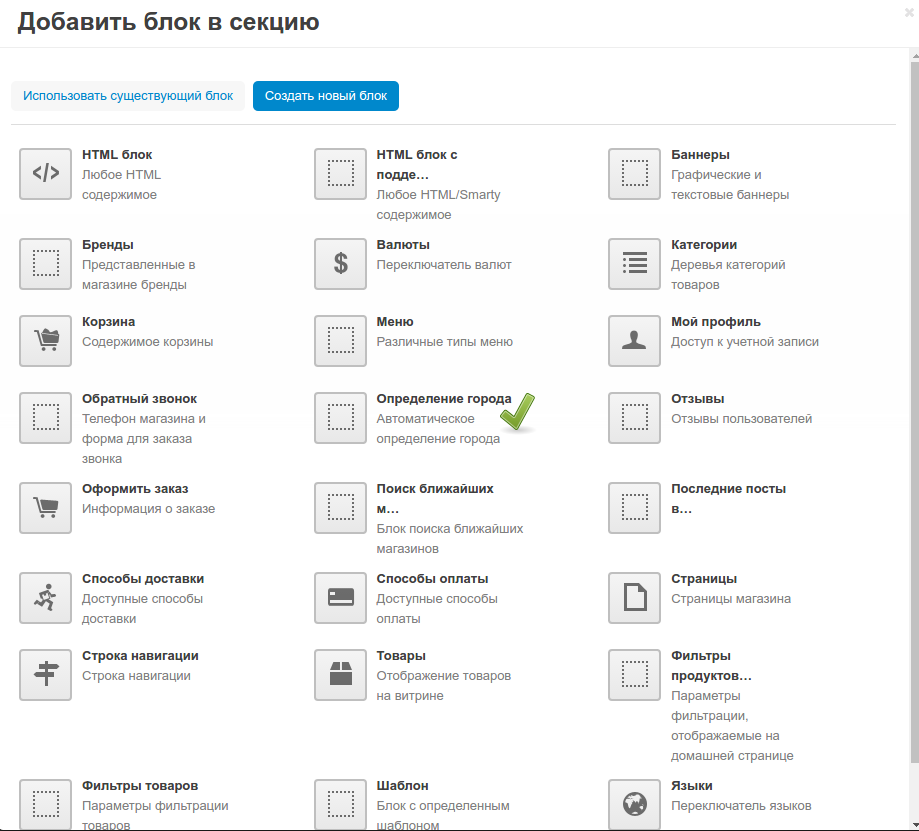 Добавить блок в секцию
Использовать существующий блок
Создать новый блок
HTML блок
Любое HTML
содержимое
HTML блок с
подде...
Любое HTML/Smarty
содержимое
Баннеры
Графические и
текстовые баннеры
Бренды
Представленные в
магазине бренды
Валюты
Переключатель валют
Категории
Деревья категорий
товаров
Корзина
Содержимое корзины
Меню
Различные типы меню
Мой профиль
Доступ к учетной записи
Обратный звонок
Телефон магазина и
форма для заказа
звонка
Определение города
Автоматическое
определение города
Отзывы
Отзывы пользователей
Оформить заказ
Информация о заказе
Поиск ближайших
м...
Блок поиска ближайших
магазинов
Последние посты
в...
Способы доставки
Доступные способы
доставки
Способы оплаты
Доступные способы
оплаты
Страницы
Страницы магазина
Строка навигации
Строка навигации
Товары
Отображение товаров
на витрине
Фильтры
продуктов...
Параметры
фильтрации,
отображаемые на
домашней странице
Фильтры товаров
Параметры фильтрации
товаров
Шаблон
Блок с определенным
шаблоном
Языки
Переключатель языков